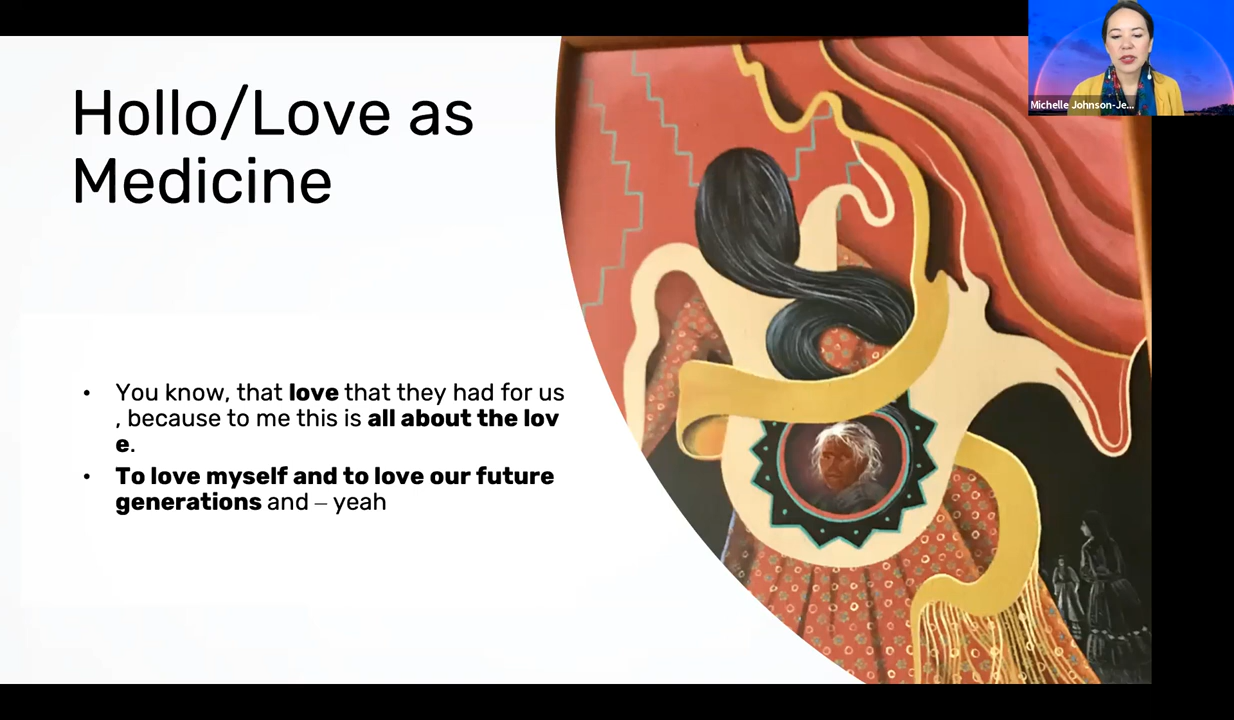 Hollo/Love as
Medicine
• You know, that love that they had for us
, because to me this is all about the lov
e.
• To love myself and to love our future
generations and – yeah
Michelle Johnson-Je...